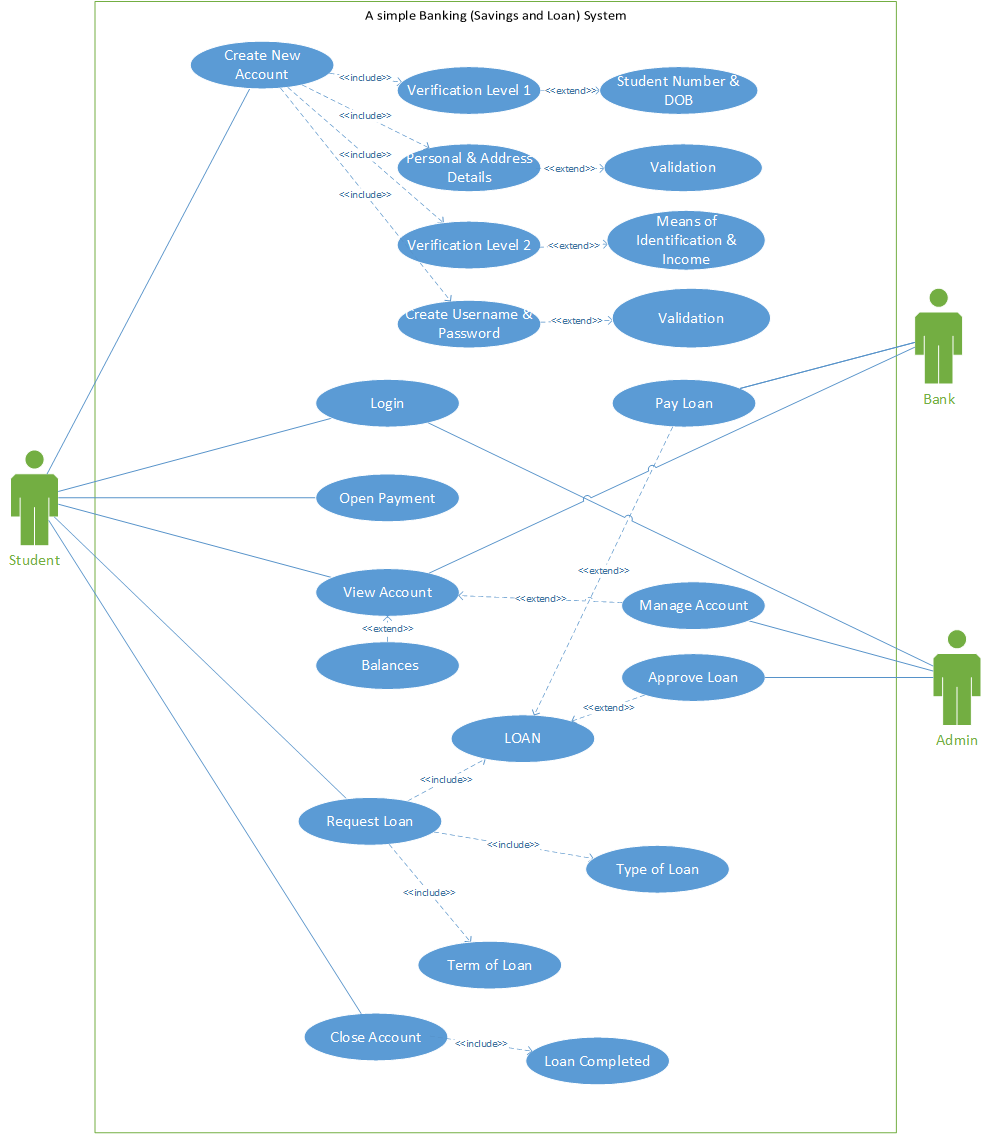 A simple Banking (Savings and Loan) System
Create New
Account
<<include>>
Verification Level 1
<<extend>>
Student Number &
DOB
<<include>>
Personal & Address
Details
<<extend>>
Validation
<<include>>
Verification Level 2
<<extend>>
Means of
Identification &
Income
<<include>>
Create Username &
Password
<<extend>>
Validation
Bank
Login
Pay Loan
Open Payment
Student
<<extend>>
View Account
<<extend>>
Manage Account
<<extend>>
Balances
Approve Loan
<<extend>>
Admin
LOAN
<<include>>
Request Loan
<<include>>
Type of Loan
<<include>>
Term of Loan
Close Account
<<include>>
Loan Completed